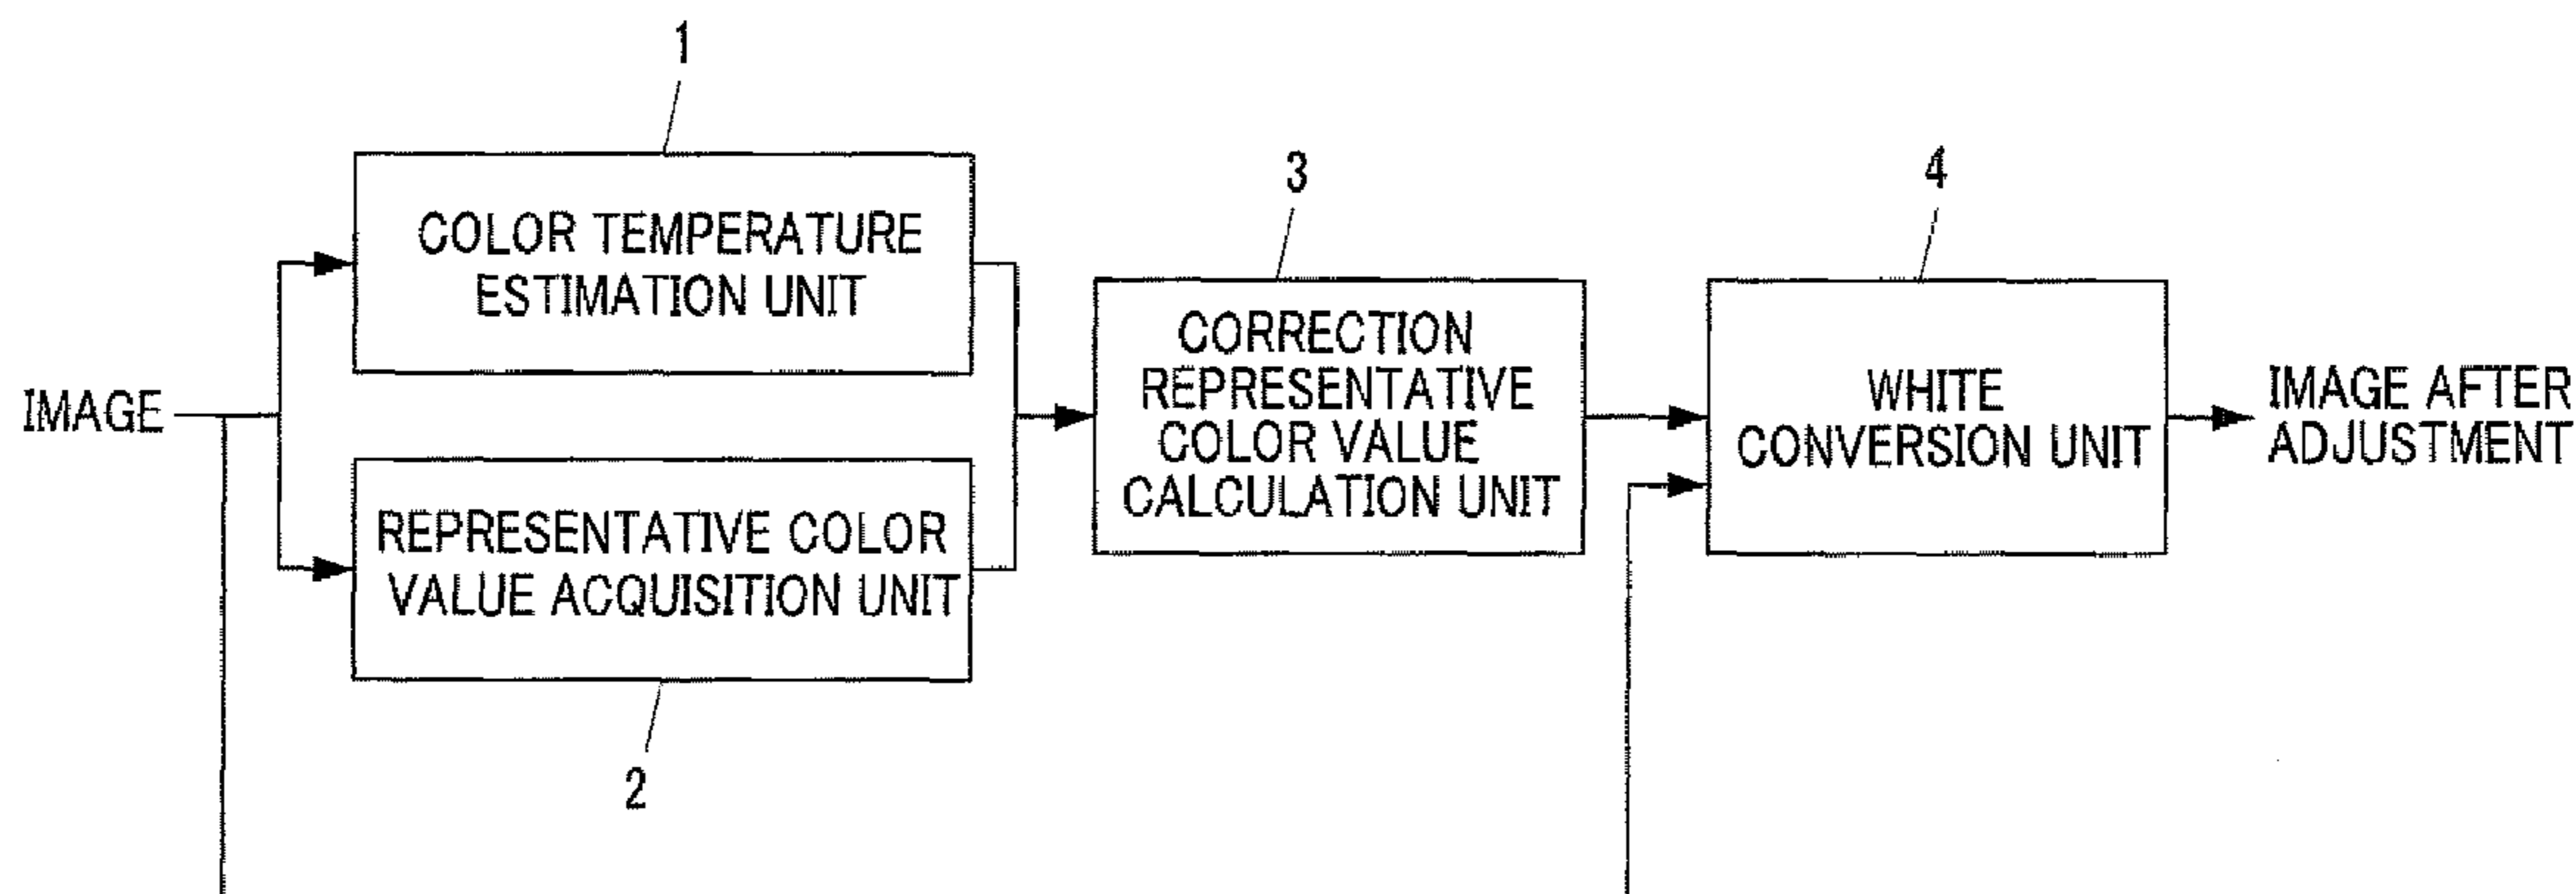 1
COLOR TEMPERATURE
ESTIMATION UNIT
IMAGE
REPRESENTATIVE COLOR
VALUE ACQUISITION UNIT
2
3
CORRECTION
REPRESENTATIVE
COLOR VALUE
CALCULATION UNIT
4
WHITE
CONVERSION UNIT
IMAGE AFTER
ADJUSTMENT